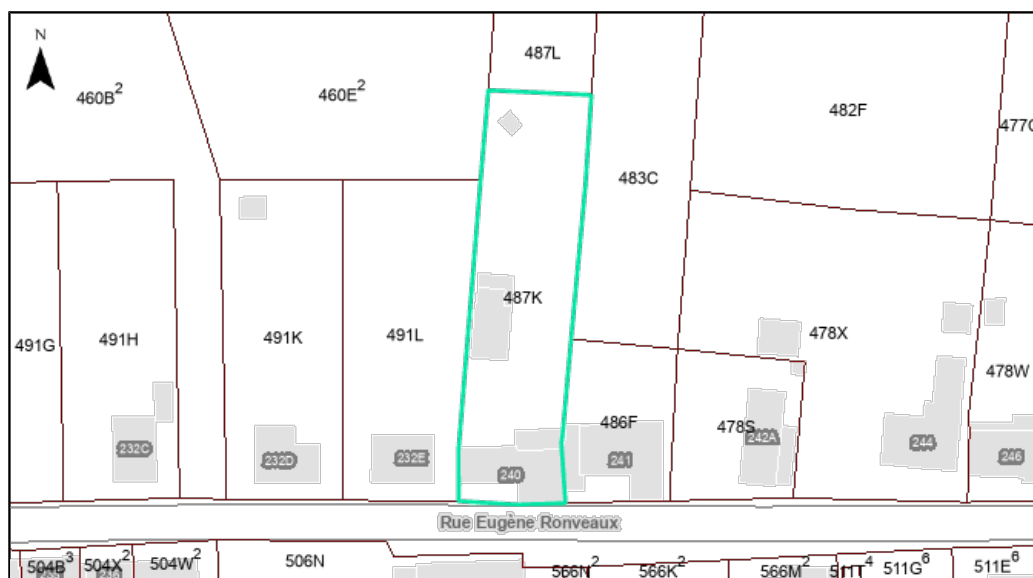 N
487L
460B²
460E²
482F
477C
483C
487K
491G
491H
491K
491L
478X
478W
486F
478S
242A
232C
232D
232E
240
241
244
246
Rue Eugène Ronveaux
504B³
504X²
504W²
506N
566N²
566K²
566M²
511G⁶
511E⁶